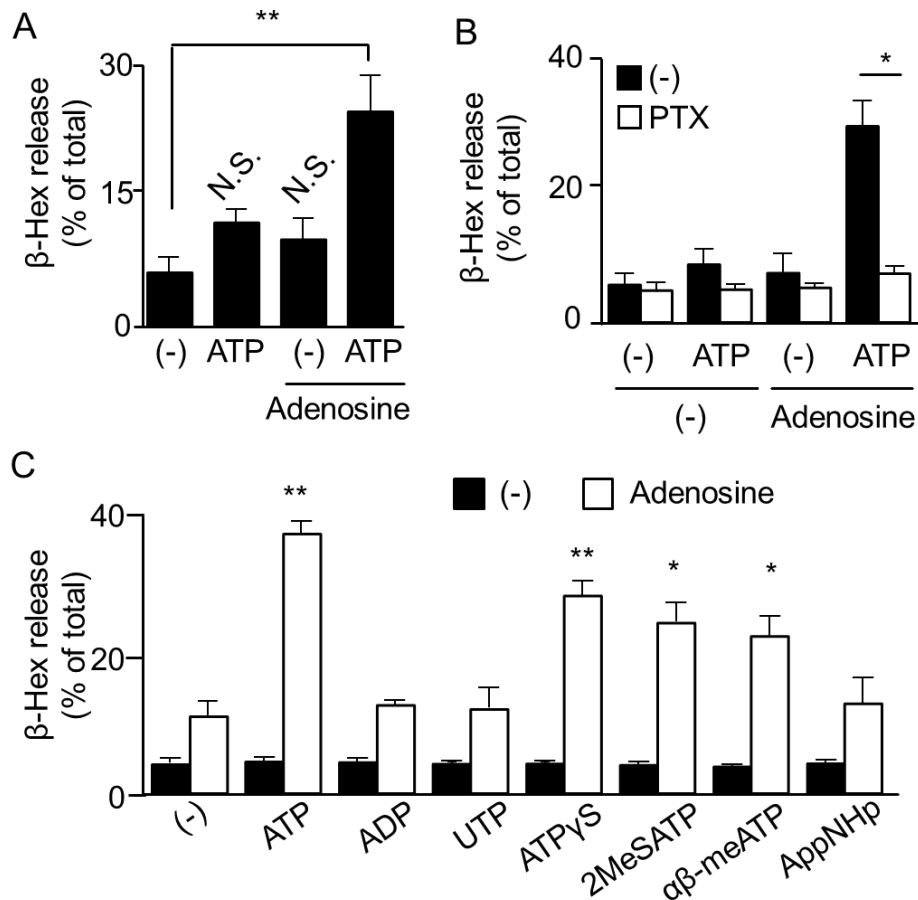 A
β-Hex release
(% of total)
30
15
0
**
N.S.
N.S.
(-) ATP (-) ATP
Adenosine
B
β-Hex release
(% of total)
40
20
0
(-)
PTX
*
(-) ATP (-) ATP
(-) Adenosine
C
β-Hex release
(% of total)
40
20
0
(-) Adenosine
**
**
*
*
(-) ATP ADP UTP ATPγS 2MeSATP αβ-meATP AppNHp